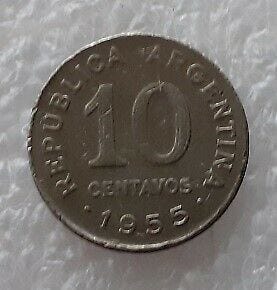 REPUBLICA ARGENTINA
10
CENTAVOS
· 1955 ·